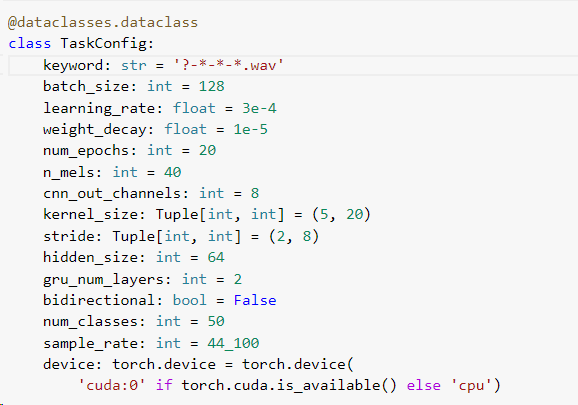 @dataclasses.dataclass
class TaskConfig:
    keyword: str = '?-*-*-*.wav'
    batch_size: int = 128
    learning_rate: float = 3e-4
    weight_decay: float = 1e-5
    num_epochs: int = 20
    n_mels: int = 40
    cnn_out_channels: int = 8
    kernel_size: Tuple[int, int] = (5, 20)
    stride: Tuple[int, int] = (2, 8)
    hidden_size: int = 64
    gru_num_layers: int = 2
    bidirectional: bool = False
    num_classes: int = 50
    sample_rate: int = 44_100
    device: torch.device = torch.device(
        'cuda:0' if torch.cuda.is_available() else 'cpu')